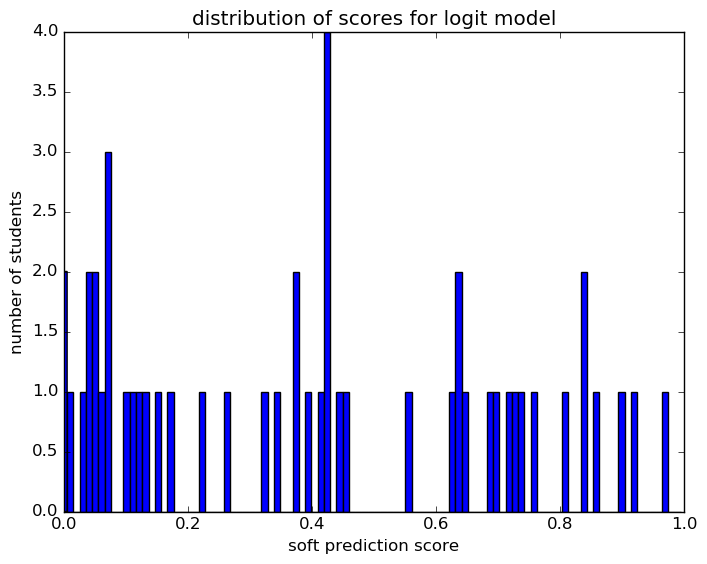 distribution of scores for logit model
4.0
3.5
3.0
2.5
2.0
1.5
1.0
0.5
0.0
number of students
0.0 0.2 0.4 0.6 0.8 1.0
soft prediction score